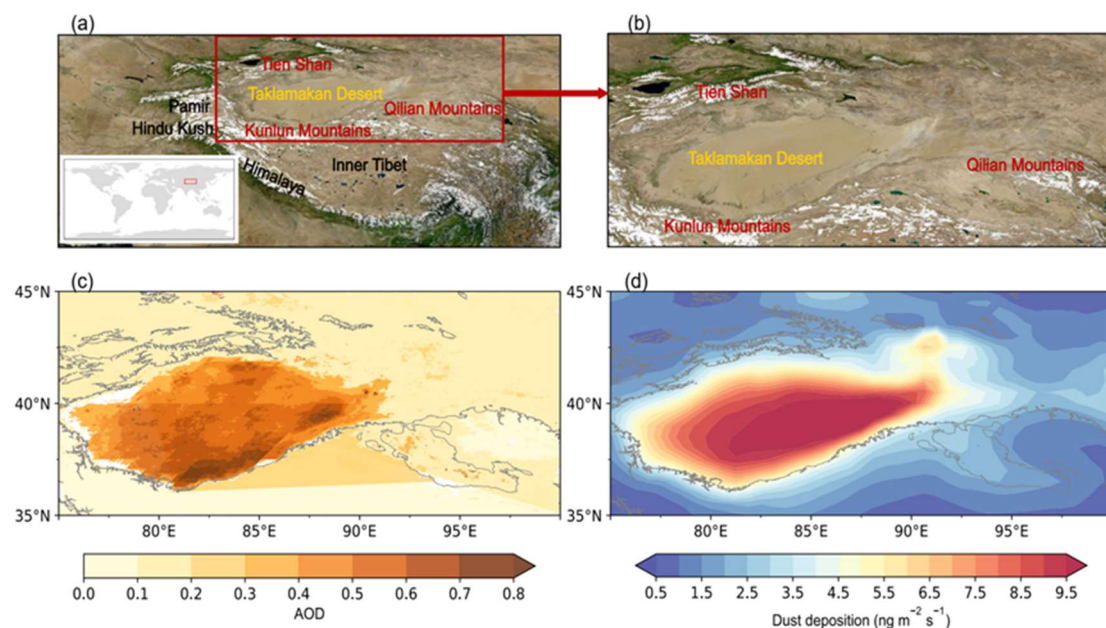 (a)
Tien Shan
Taklamakan Desert
Pamir
Qilian Mountains
Hindu Kush
Kunlun Mountains
Inner Tibet
Himalaya
(b)
Tien Shan
Taklamakan Desert
Qilian Mountains
Kunlun Mountains
(c)
45°N
40°N
35°N
80°E 85°E 90°E 95°E
0.0 0.1 0.2 0.3 0.4 0.5 0.6 0.7 0.8
AOD
(d)
45°N
40°N
35°N
80°E 85°E 90°E 95°E
0.5 1.5 2.5 3.5 4.5 5.5 6.5 7.5 8.5 9.5
Dust deposition (ng m⁻² s⁻¹)